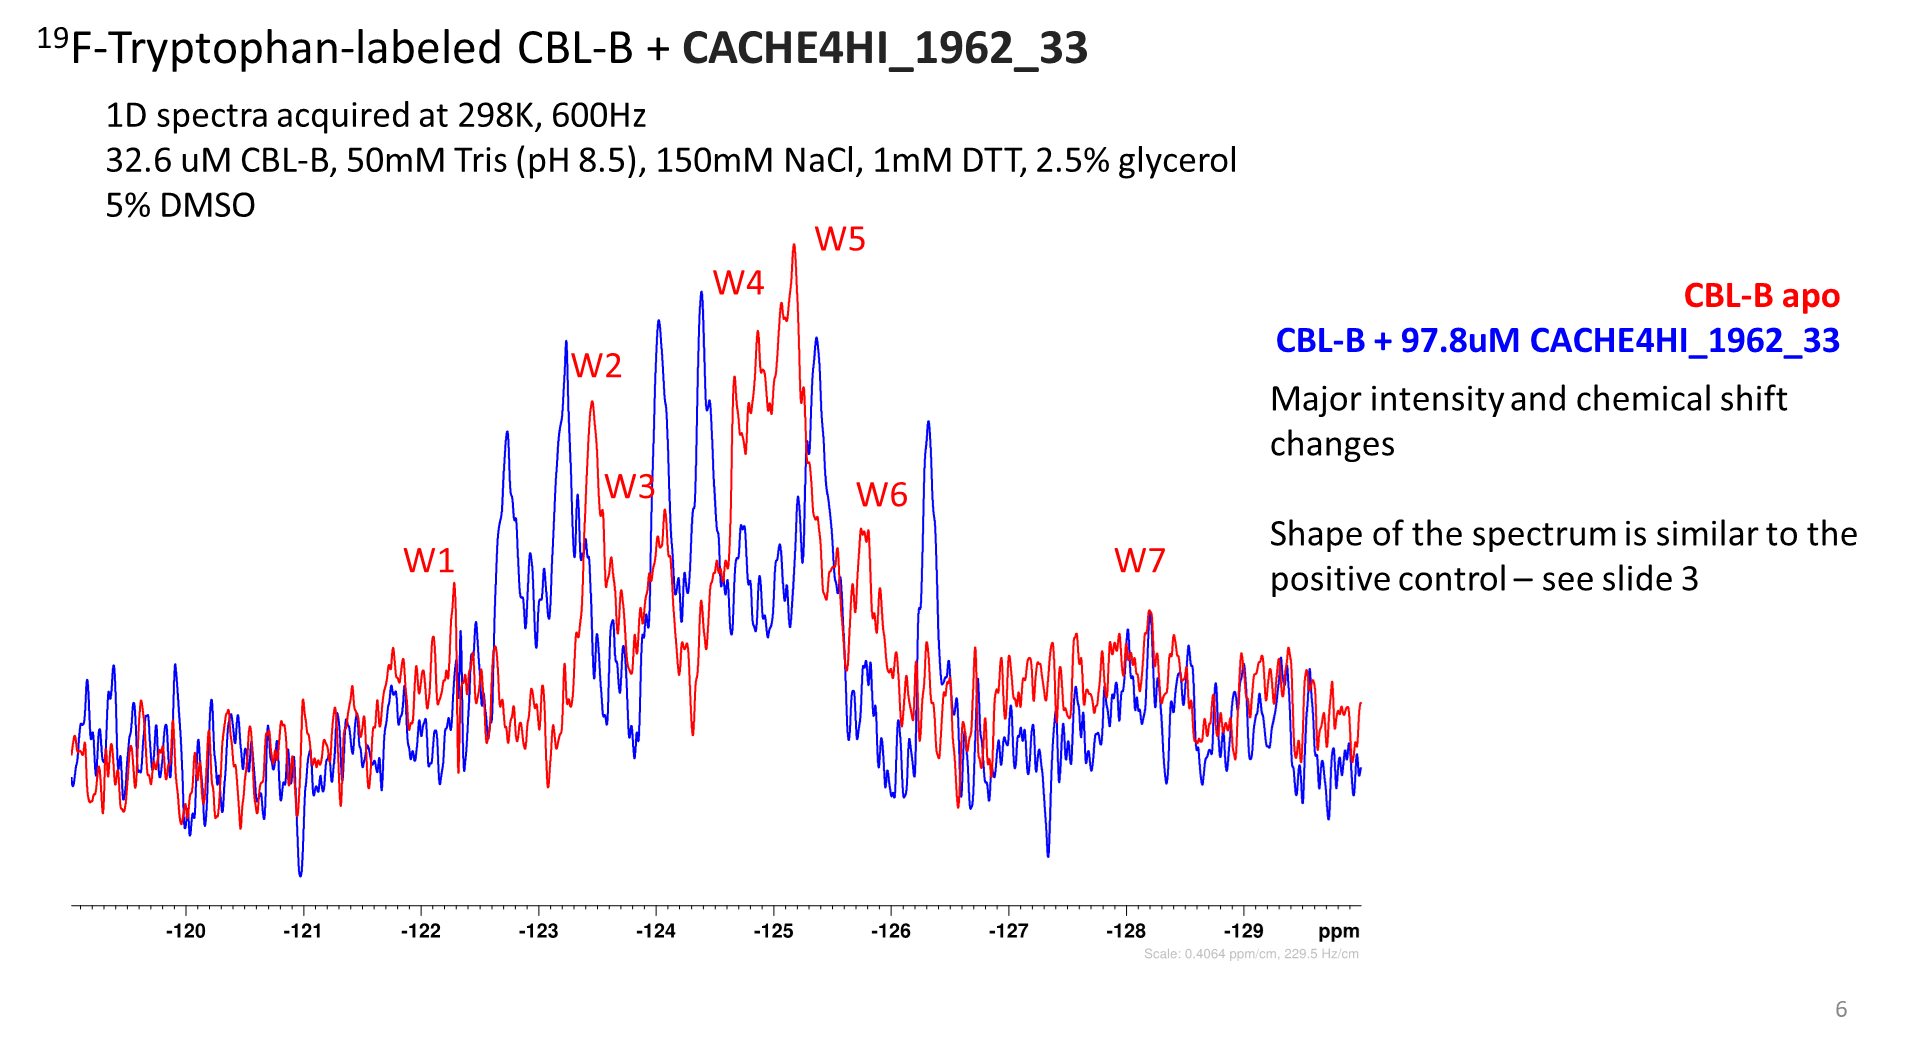 19F-Tryptophan-labeled CBL-B + CACHE4HI_1962_33
1D spectra acquired at 298K, 600Hz
32.6 uM CBL-B, 50mM Tris (pH 8.5), 150mM NaCl, 1mM DTT, 2.5% glycerol
5% DMSO
W5
W4
W2
W3
W6
W1
W7
CBL-B apo
CBL-B + 97.8uM CACHE4HI_1962_33
Major intensity and chemical shift
changes
Shape of the spectrum is similar to the
positive control – see slide 3
-120 -121 -122 -123 -124 -125 -126 -127 -128 -129 ppm
Scale: 0.4064 ppm/cm, 229.5 Hz/cm
6